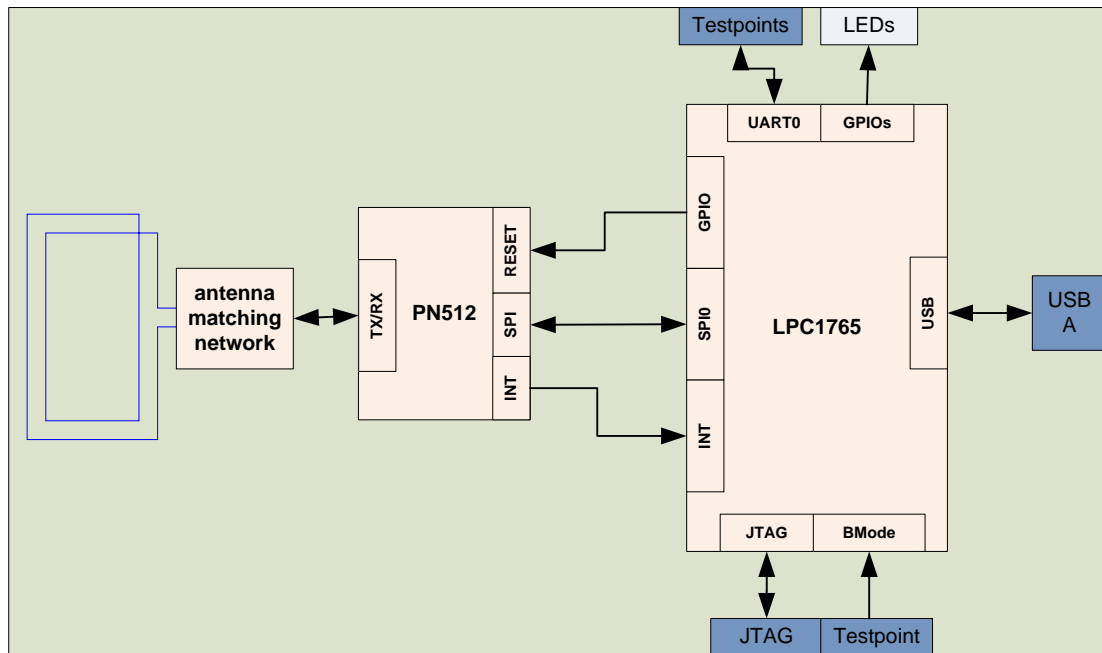 Testpoints
LEDs
UART0
GPIOs
GPIO
RESET
antenna
matching
network
TX/RX
PN512
SPI
SPI0
LPC1765
USB
USB
A
INT
INT
JTAG
BMode
JTAG
Testpoint